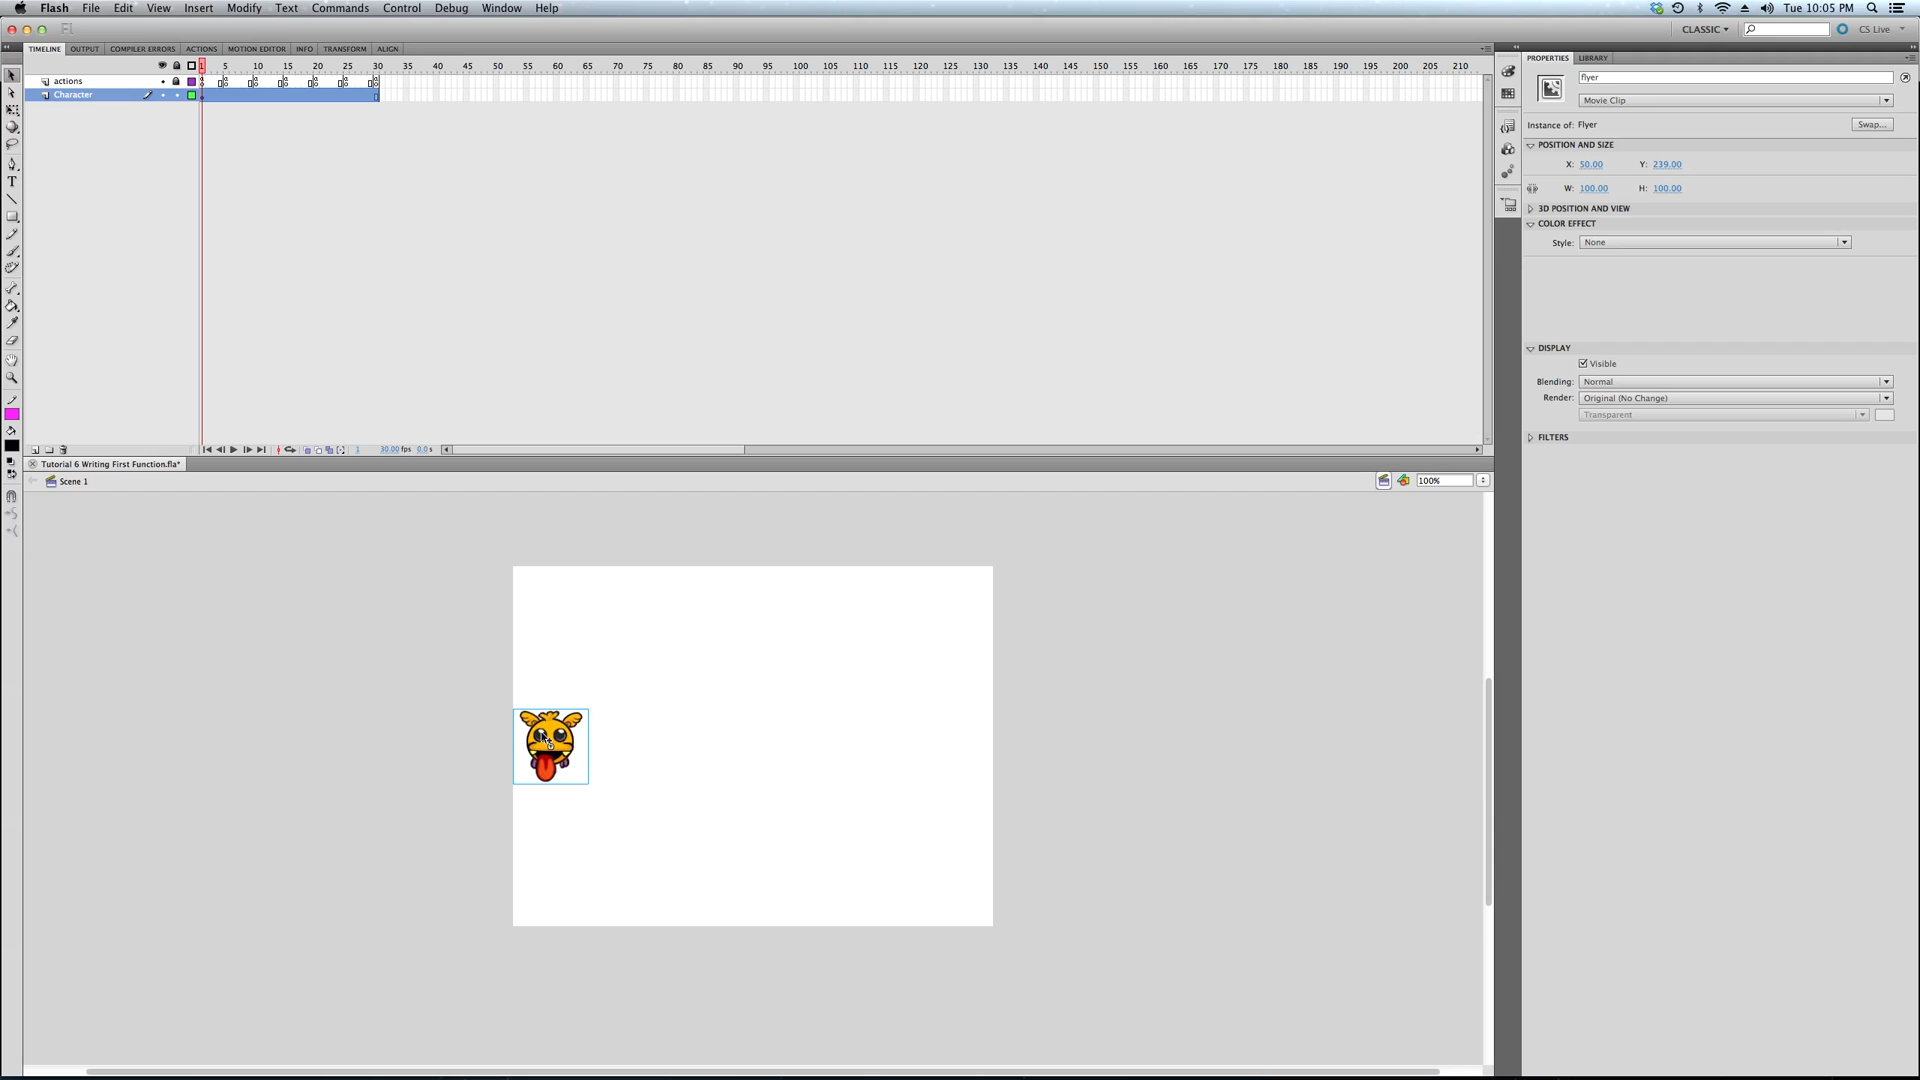 Flash File Edit View Insert Modify Text Commands Control Debug Window Help Tue 10:05 PM
Fl CLASSIC CS Live
TIMELINE OUTPUT COMPILER ERRORS ACTIONS MOTION EDITOR INFO TRANSFORM ALIGN
1 5 10 15 20 25 30 35 40 45 50 55 60 65 70 75 80 85 90 95 100 105 110 115 120 125 130 135 140 145 150 155 160 165 170 175 180 185 190 195 200 205 210
actions
Character
1 30.00 fps 0.0 s
Tutorial 6 Writing First Function.fla*
Scene 1 100%
PROPERTIES LIBRARY
flyer
Movie Clip
Instance of: Flyer Swap...
POSITION AND SIZE
X: 50.00 Y: 239.00
W: 100.00 H: 100.00
3D POSITION AND VIEW
COLOR EFFECT
Style: None
DISPLAY
Visible
Blending: Normal
Render: Original (No Change)
Transparent
FILTERS